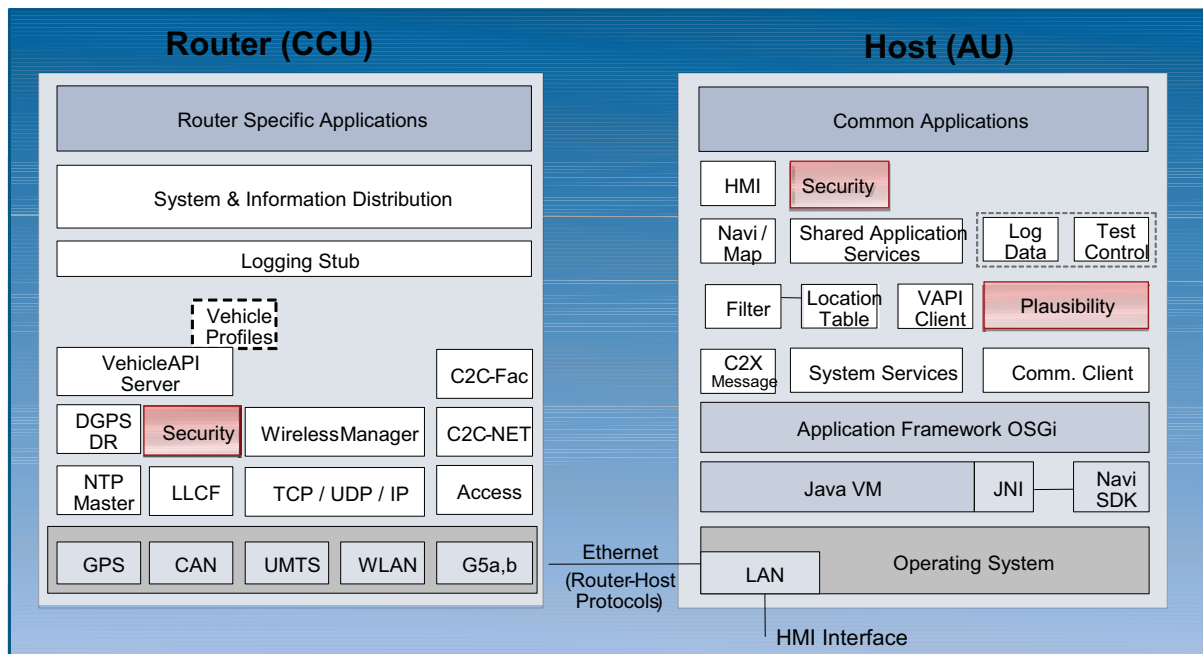 Router (CCU)
Host (AU)
Router Specific Applications
System & Information Distribution
Logging Stub
Vehicle
Profiles
VehicleAPI
Server
C2C-Fac
DGPS
DR
Security
WirelessManager
C2C-NET
NTP
Master
LLCF
TCP / UDP / IP
Access
GPS
CAN
UMTS
WLAN
G5a,b
Ethernet
(Router-Host
Protocols)
Common Applications
HMI
Security
Navi /
Map
Shared Application
Services
Log
Data
Test
Control
Filter
Location
Table
VAPI
Client
Plausibility
C2X
Message
System Services
Comm. Client
Application Framework OSGi
Java VM
JNI
Navi
SDK
Operating System
LAN
HMI Interface